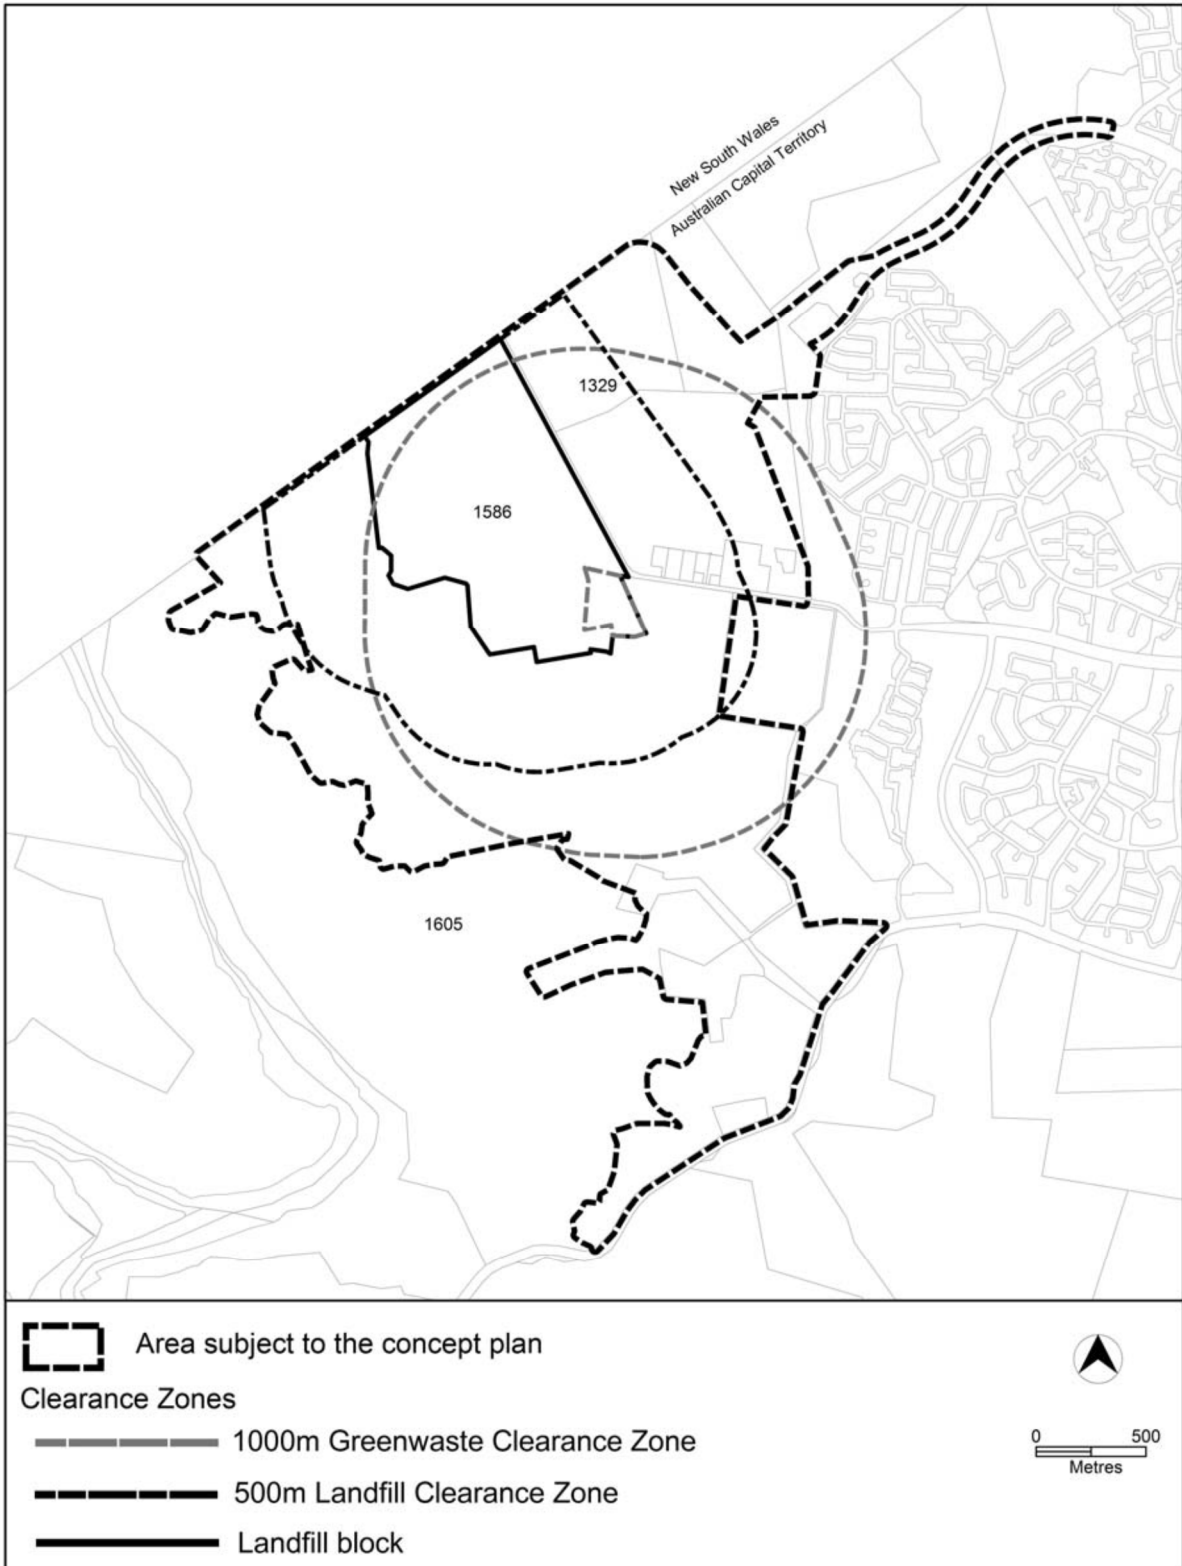 New South Wales
Australian Capital Territory
1329
1586
1605
Area subject to the concept plan
Clearance Zones
1000m Greenwaste Clearance Zone
500m Landfill Clearance Zone
Landfill block
0 500
Metres